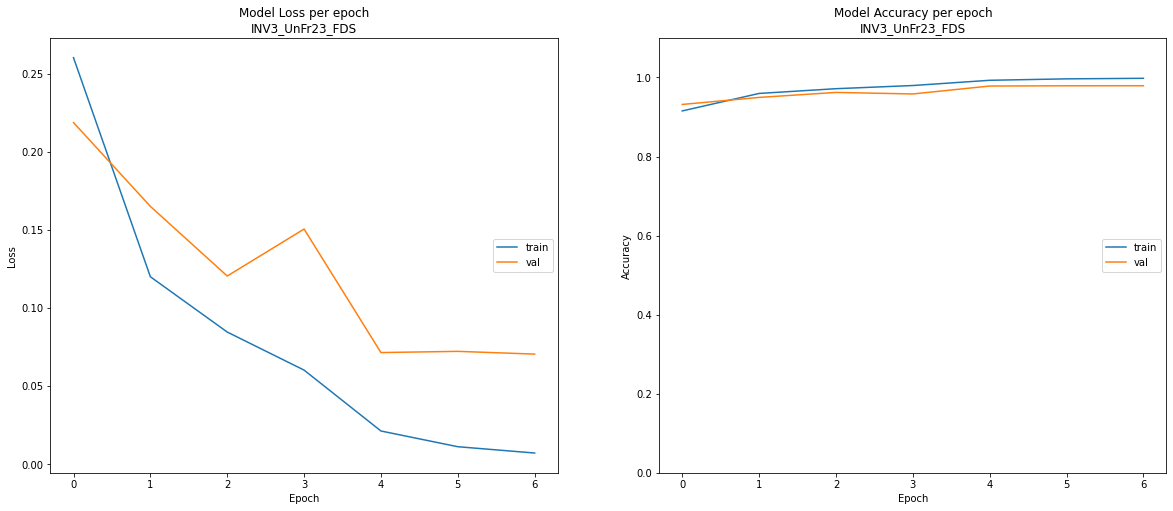 Model Loss per epoch
INV3_UnFr23_FDS
0.25
0.20
0.15
0.10
0.05
0.00
Loss
0 1 2 3 4 5 6
Epoch
train
val
Model Accuracy per epoch
INV3_UnFr23_FDS
1.0
0.8
0.6
0.4
0.2
0.0
Accuracy
0 1 2 3 4 5 6
Epoch
train
val